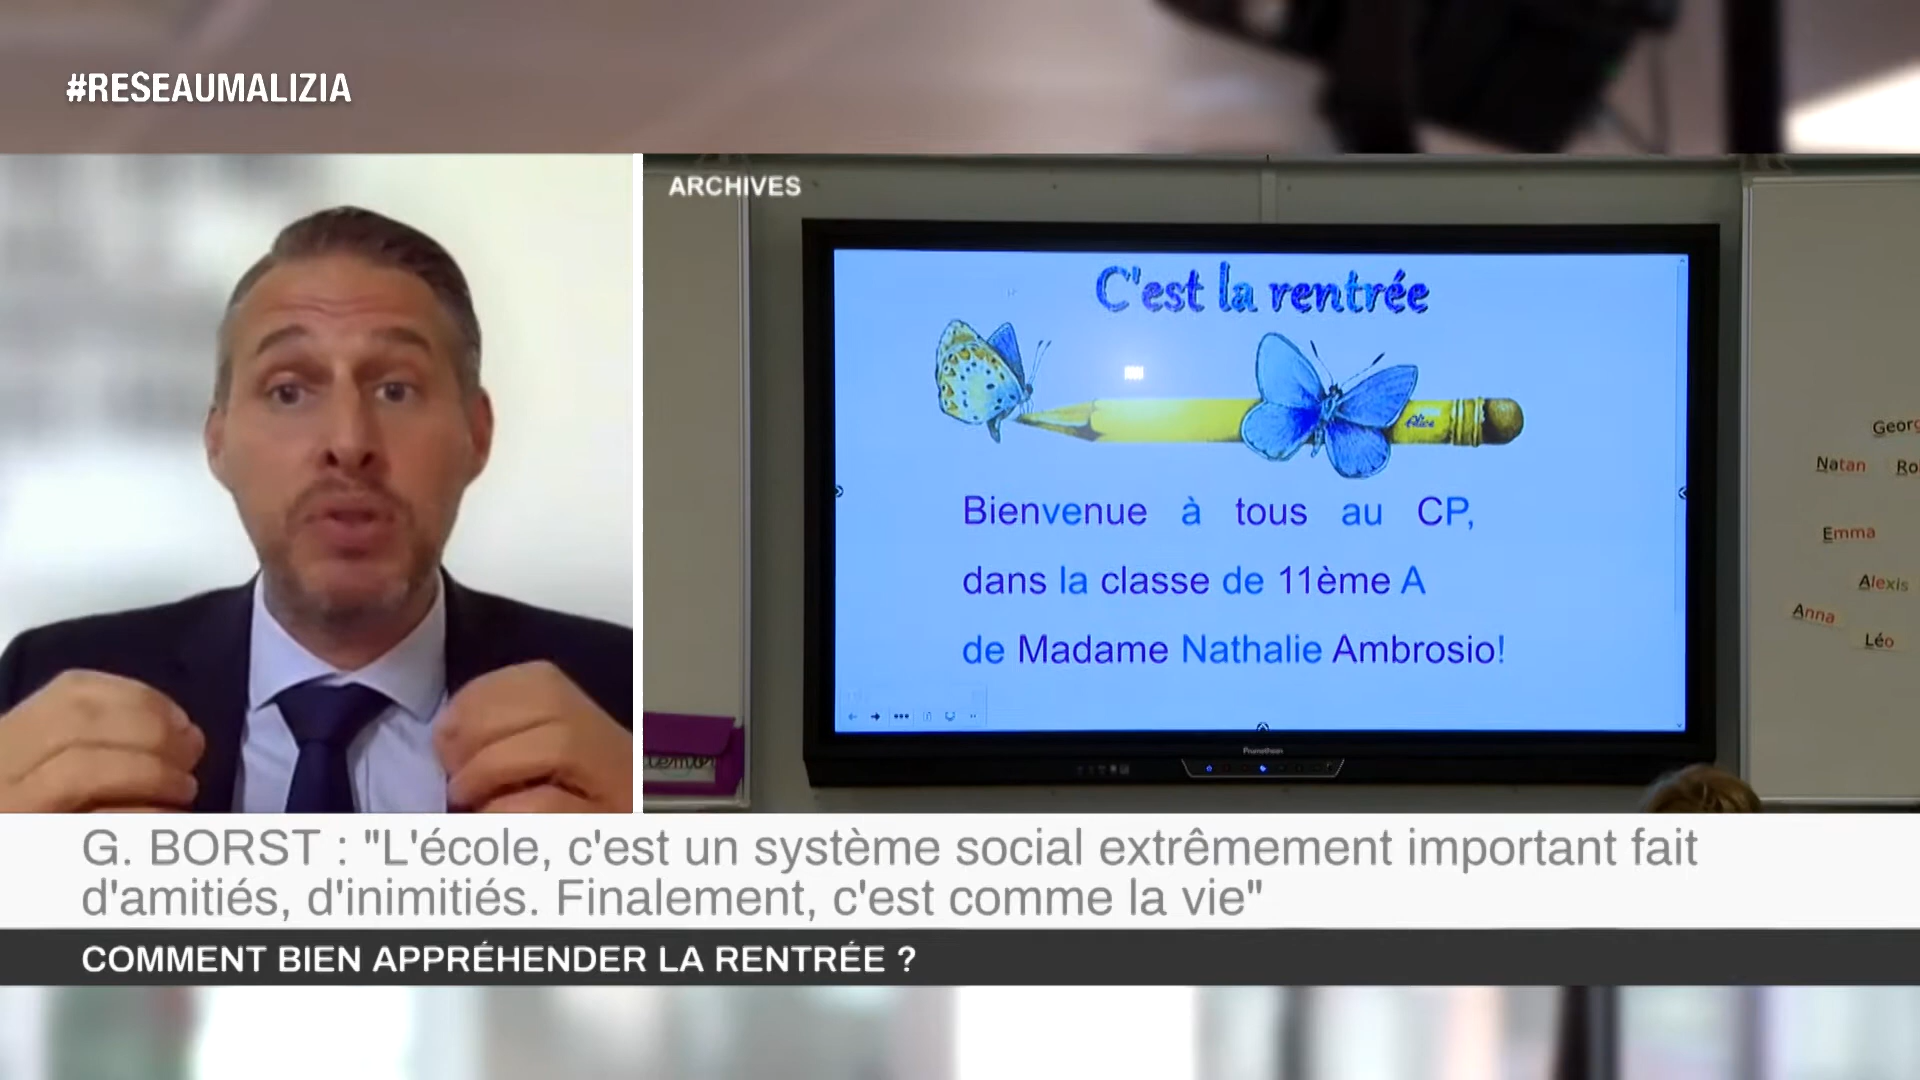 #RESEAUMALIZIA
ARCHIVES
C'est la rentrée
Alice
Bienvenue à tous au CP,
dans la classe de 11ème A
de Madame Nathalie Ambrosio!
Promethean
Natan
Emma
Alexis
Anna
Léo
G. BORST : "L'école, c'est un système social extrêmement important fait
d'amitiés, d'inimitiés. Finalement, c'est comme la vie"
COMMENT BIEN APPRÉHENDER LA RENTRÉE ?